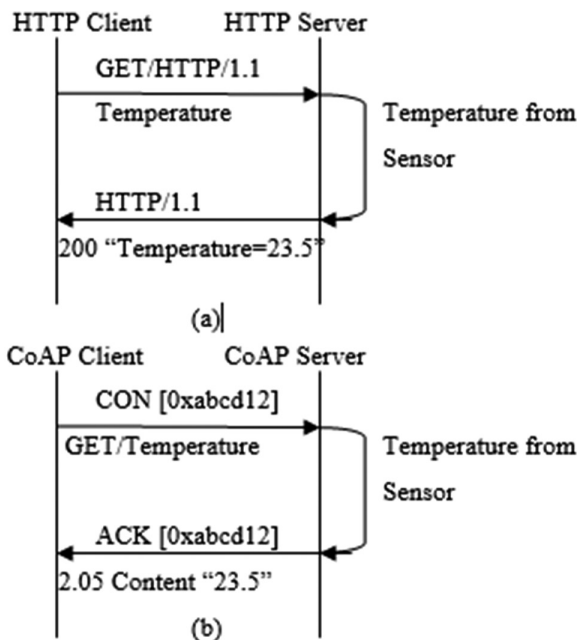 HTTP Client HTTP Server
GET/HTTP/1.1
Temperature
Temperature from
Sensor
HTTP/1.1
200 “Temperature=23.5”
(a)
CoAP Client CoAP Server
CON [0xabcd12]
GET/Temperature
Temperature from
Sensor
ACK [0xabcd12]
2.05 Content “23.5”
(b)